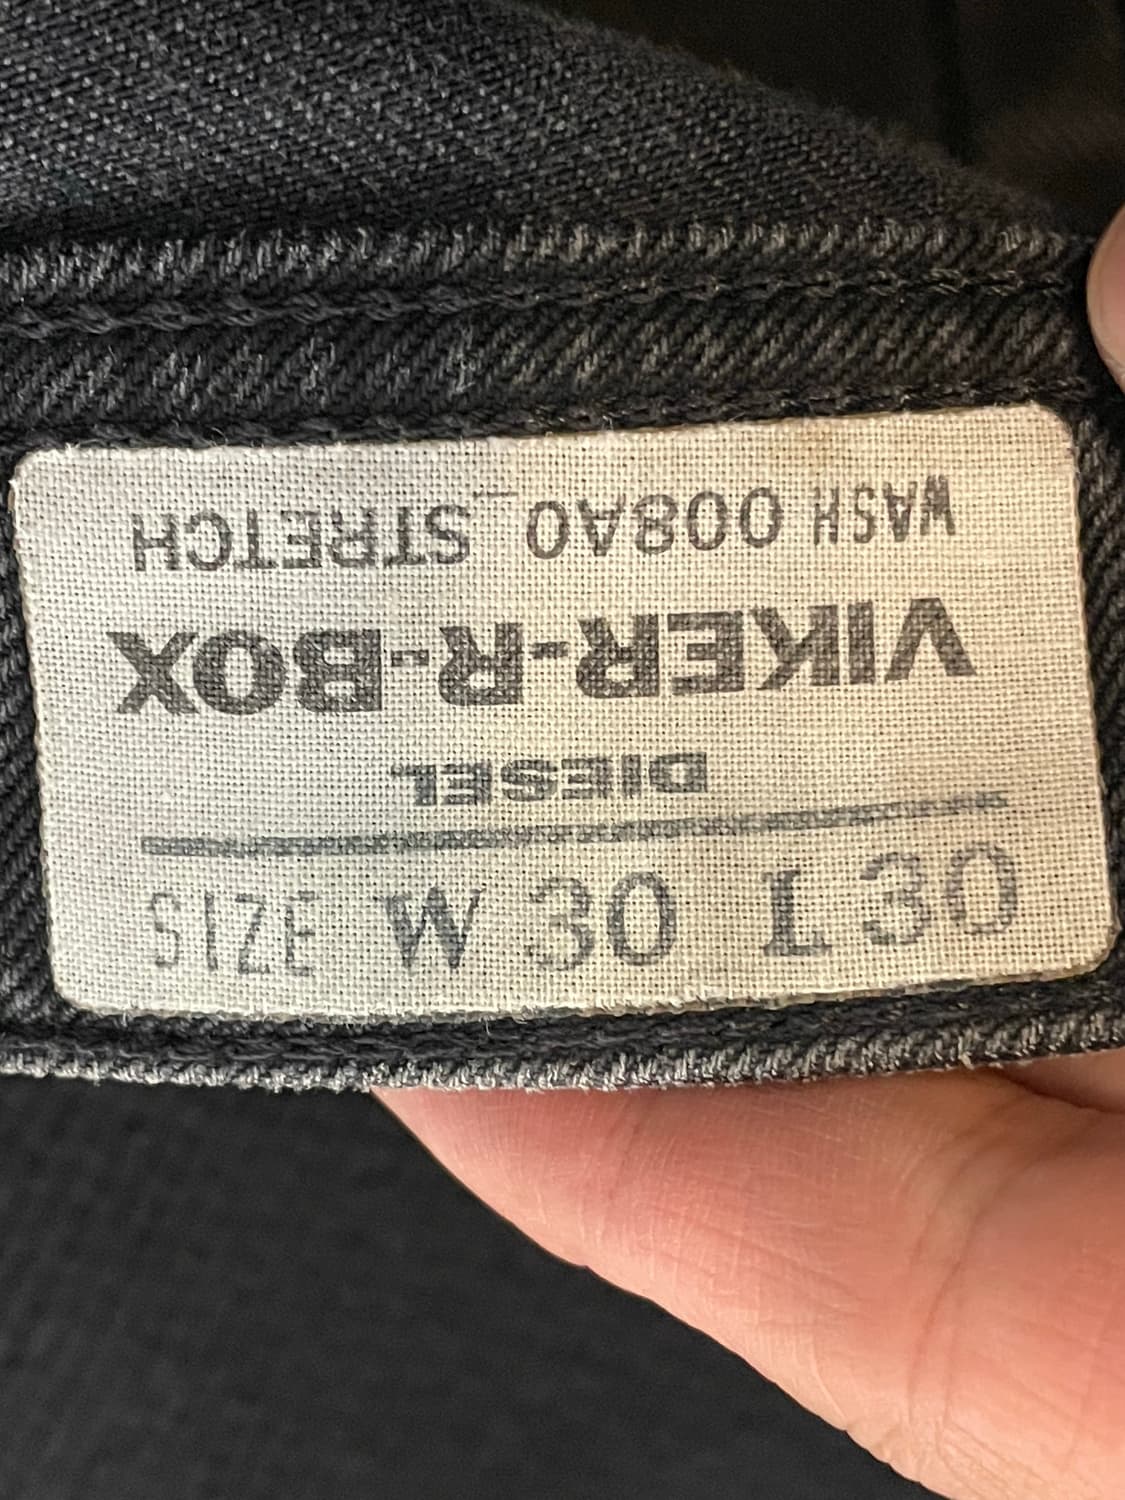 DIESEL
VIKER-R-BOX
WASH 008A0_STRETCH
SIZE W 30 L 30